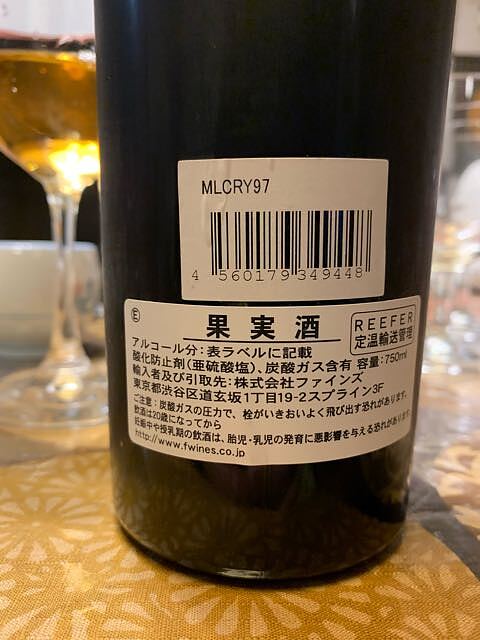 MLCRY97
4 560179 349448
Ⓔ
果実酒
REEFER
定温輸送管理
アルコール分：表ラベルに記載
酸化防止剤（亜硫酸塩）、炭酸ガス含有 容量：750ml
輸入者及び引取先：株式会社ファインズ
東京都渋谷区道玄坂1丁目19-2スプライン3F
ご注意：炭酸ガスの圧力で、栓がいきおいよく飛び出す恐れがあります。
飲酒は20歳になってから
妊娠中や授乳期の飲酒は、胎児・乳児の発育に悪影響を与える恐れがあります。
http://www.fwines.co.jp